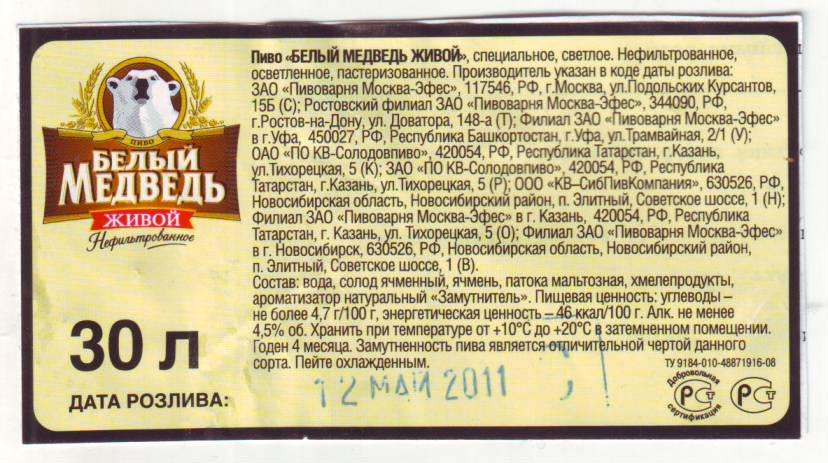 ПИВО
БЕЛЫЙ
МЕДВЕДЬ
ЖИВОЙ
Нефильтрованное
30 л
ДАТА РОЗЛИВА:
Пиво «БЕЛЫЙ МЕДВЕДЬ ЖИВОЙ», специальное, светлое. Нефильтрованное,
осветленное, пастеризованное. Производитель указан в коде даты розлива:
ЗАО «Пивоварня Москва-Эфес», 117546, РФ, г.Москва, ул.Подольских Курсантов,
15Б (С); Ростовский филиал ЗАО «Пивоварня Москва-Эфес», 344090, РФ,
г.Ростов-на-Дону, ул. Доватора, 148-а (Т); Филиал ЗАО «Пивоварня Москва-Эфес»
в г.Уфа, 450027, РФ, Республика Башкортостан, г.Уфа, ул.Трамвайная, 2/1 (У);
ОАО «ПО КВ-Солодовпиво», 420054, РФ, Республика Татарстан, г.Казань,
ул.Тихорецкая, 5 (К); ЗАО «ПО КВ-Солодовпиво», 420054, РФ, Республика
Татарстан, г.Казань, ул.Тихорецкая, 5 (Р); ООО «КВ–СибПивКомпания», 630526, РФ,
Новосибирская область, Новосибирский район, п. Элитный, Советское шоссе, 1 (Н);
Филиал ЗАО «Пивоварня Москва-Эфес» в г. Казань, 420054, РФ, Республика
Татарстан, г. Казань, ул. Тихорецкая, 5 (О); Филиал ЗАО «Пивоварня Москва-Эфес»
в г. Новосибирск, 630526, РФ, Новосибирская область, Новосибирский район,
п. Элитный, Советское шоссе, 1 (В).
Состав: вода, солод ячменный, ячмень, патока мальтозная, хмелепродукты,
ароматизатор натуральный «Замутнитель». Пищевая ценность: углеводы –
не более 4,7 г/100 г, энергетическая ценность – 46 ккал/100 г. Алк. не менее
4,5% об. Хранить при температуре от +10°С до +20°С в затемненном помещении.
Годен 4 месяца. Замутненность пива является отличительной чертой данного
сорта. Пейте охлажденным.
ТУ 9184-010-48871916-08
12 МАЙ 2011
Добровольная
РСТ
сертификация
РСТ